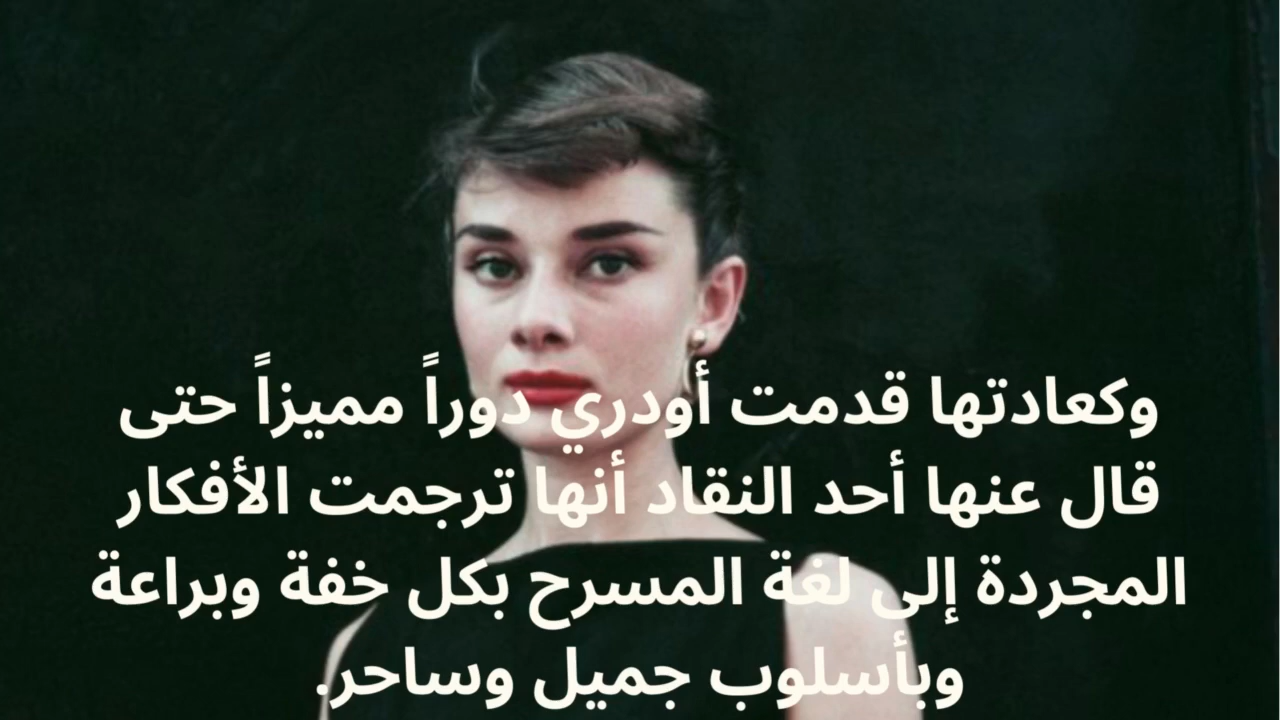 وكعادتها قدمت أودري دوراً مميزاً حتى
قال عنها أحد النقاد أنها ترجمت الأفكار
المجردة إلى لغة المسرح بكل خفة وبراعة
وبأسلوب جميل وساحر.